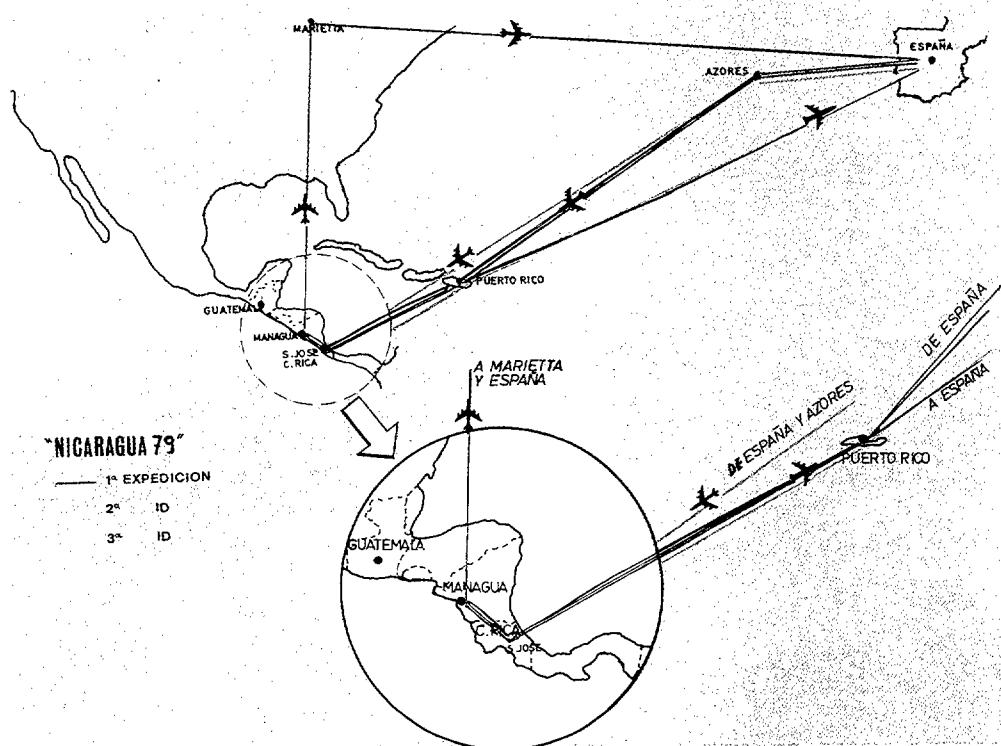 MARIETTA
ESPAÑA
AZORES
PUERTO RICO
GUATEMALA
MANAGUA
S. JOSE
C. RICA
A MARIETTA
Y ESPAÑA
DE ESPAÑA
A ESPAÑA
DE ESPAÑA Y AZORES
PUERTO RICO
"NICARAGUA 79"
1ª EXPEDICION
2ª ID
3ª ID
GUATEMALA
MANAGUA
C. RICA
S. JOSE